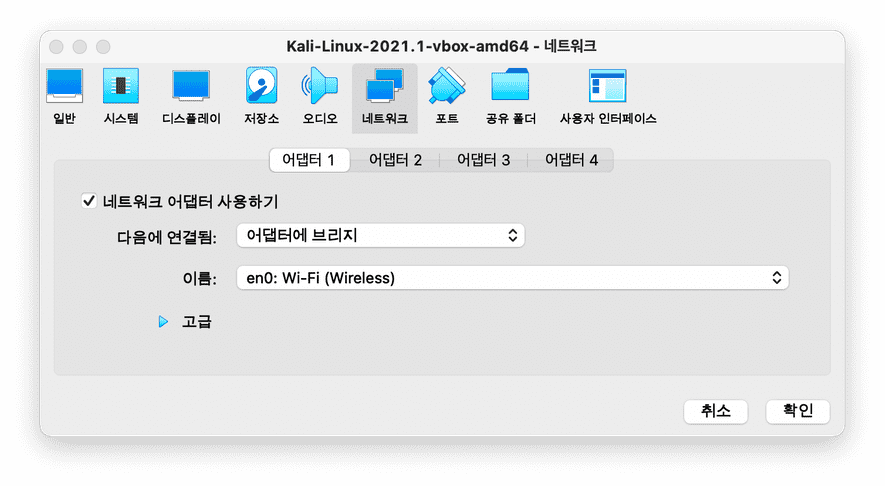 Kali-Linux-2021.1-vbox-amd64 - 네트워크
일반 시스템 디스플레이 저장소 오디오 네트워크 포트 공유 폴더 사용자 인터페이스
어댑터 1 어댑터 2 어댑터 3 어댑터 4
네트워크 어댑터 사용하기
다음에 연결됨: 어댑터에 브리지
이름: en0: Wi-Fi (Wireless)
고급
취소 확인